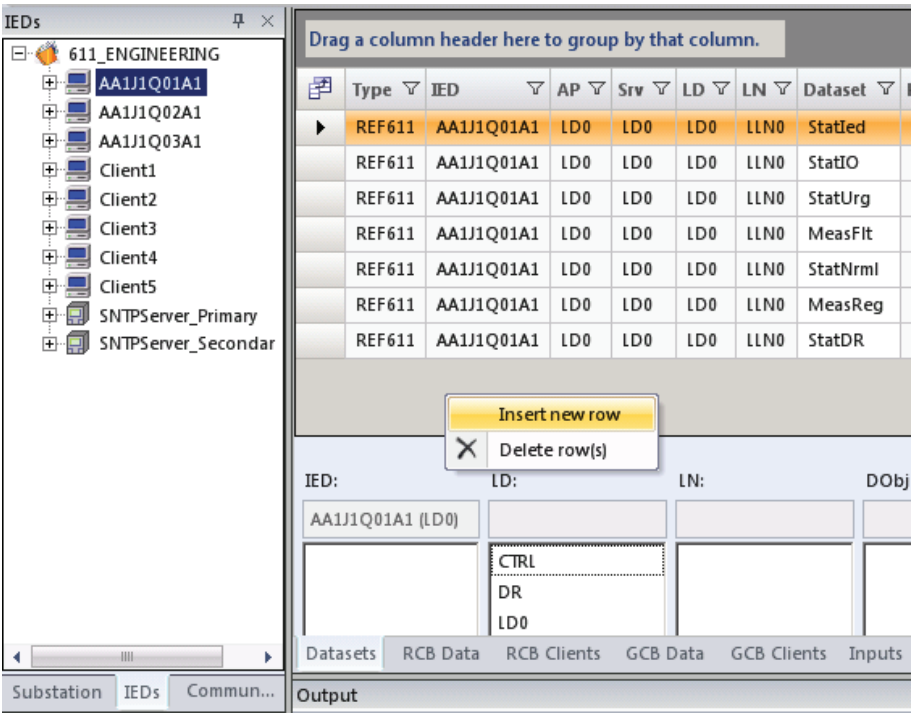 IEDs
611_ENGINEERING
AA1J1Q01A1
AA1J1Q02A1
AA1J1Q03A1
Client1
Client2
Client3
Client4
Client5
SNTPServer_Primary
SNTPServer_Secondar
Substation IEDs Commun...
Drag a column header here to group by that column.
Type IED AP Srv LD LN Dataset
REF611 AA1J1Q01A1 LD0 LD0 LD0 LLN0 StatIed
REF611 AA1J1Q01A1 LD0 LD0 LD0 LLN0 StatIO
REF611 AA1J1Q01A1 LD0 LD0 LD0 LLN0 StatUrg
REF611 AA1J1Q01A1 LD0 LD0 LD0 LLN0 MeasFlt
REF611 AA1J1Q01A1 LD0 LD0 LD0 LLN0 StatNrml
REF611 AA1J1Q01A1 LD0 LD0 LD0 LLN0 MeasReg
REF611 AA1J1Q01A1 LD0 LD0 LD0 LLN0 StatDR
Insert new row
Delete row(s)
IED: LD: LN: DObj
AA1J1Q01A1 (LD0)
CTRL
DR
LD0
Datasets RCB Data RCB Clients GCB Data GCB Clients Inputs
Output